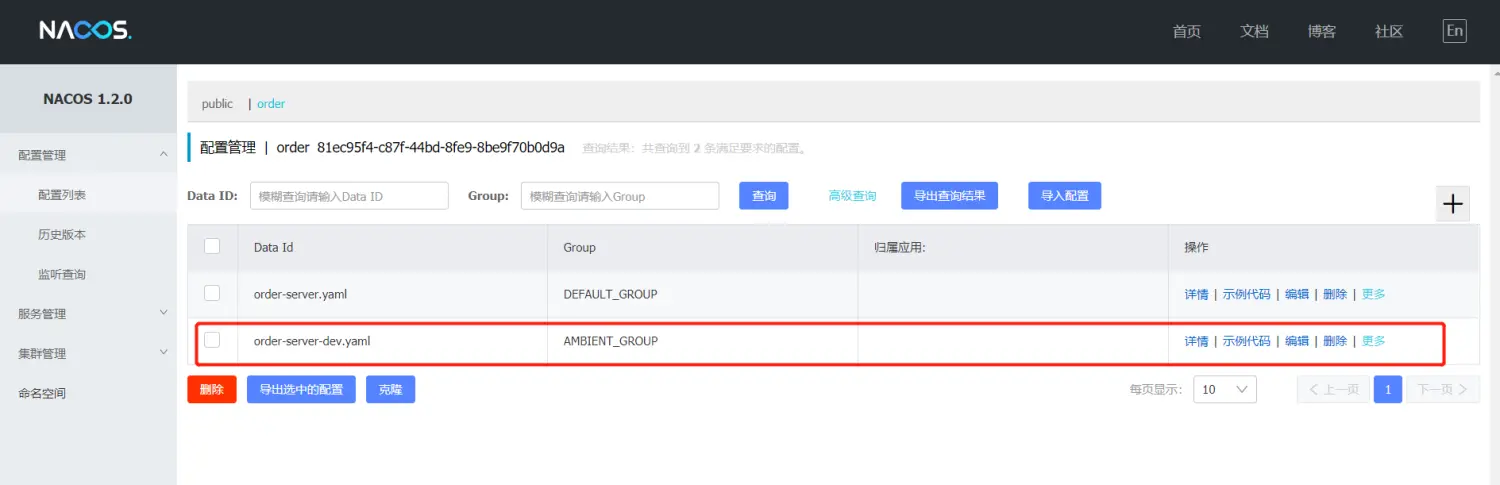 NACOS.
首页 文档 博客 社区 En
NACOS 1.2.0
配置管理
配置列表
历史版本
监听查询
服务管理
集群管理
命名空间
public | order
配置管理 | order 81ec95f4-c87f-44bd-8fe9-8be9f70b0d9a 查询结果：共查询到 2 条满足要求的配置。
Data ID: 模糊查询请输入Data ID Group: 模糊查询请输入Group 查询 高级查询 导出查询结果 导入配置
Data Id Group 归属应用: 操作
order-server.yaml DEFAULT_GROUP 详情 | 示例代码 | 编辑 | 删除 | 更多
order-server-dev.yaml AMBIENT_GROUP 详情 | 示例代码 | 编辑 | 删除 | 更多
删除 导出选中的配置 克隆 每页显示: 10 上一页 1 下一页